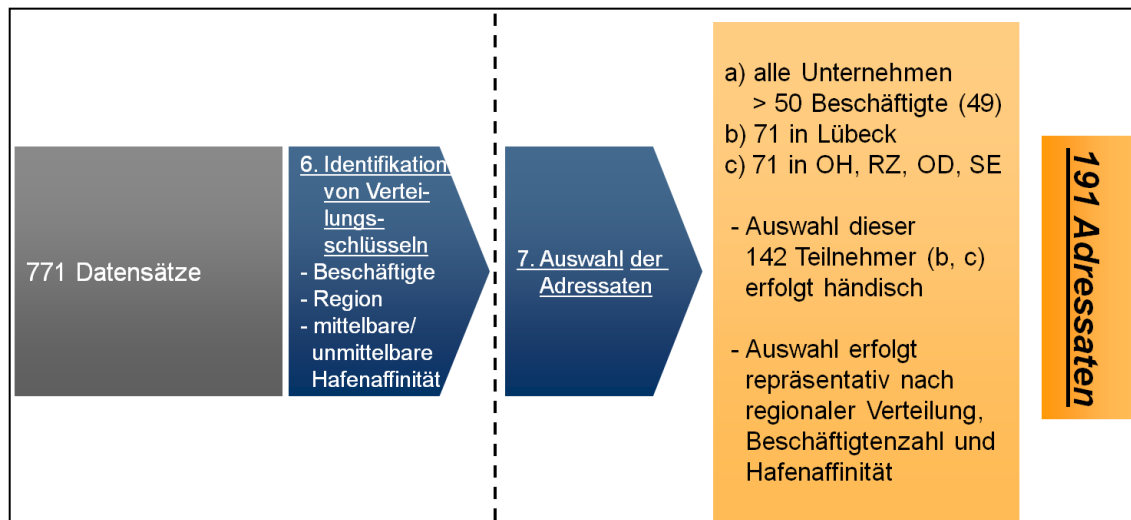 771 Datensätze
6. Identifikation
von Vertei-
lungs-
schlüsseln
- Beschäftigte
- Region
- mittelbare/
unmittelbare
Hafenaffinität
7. Auswahl der
Adressaten
a) alle Unternehmen
> 50 Beschäftigte (49)
b) 71 in Lübeck
c) 71 in OH, RZ, OD, SE
- Auswahl dieser
142 Teilnehmer (b, c)
erfolgt händisch
- Auswahl erfolgt
repräsentativ nach
regionaler Verteilung,
Beschäftigtenzahl und
Hafenaffinität
191 Adressaten